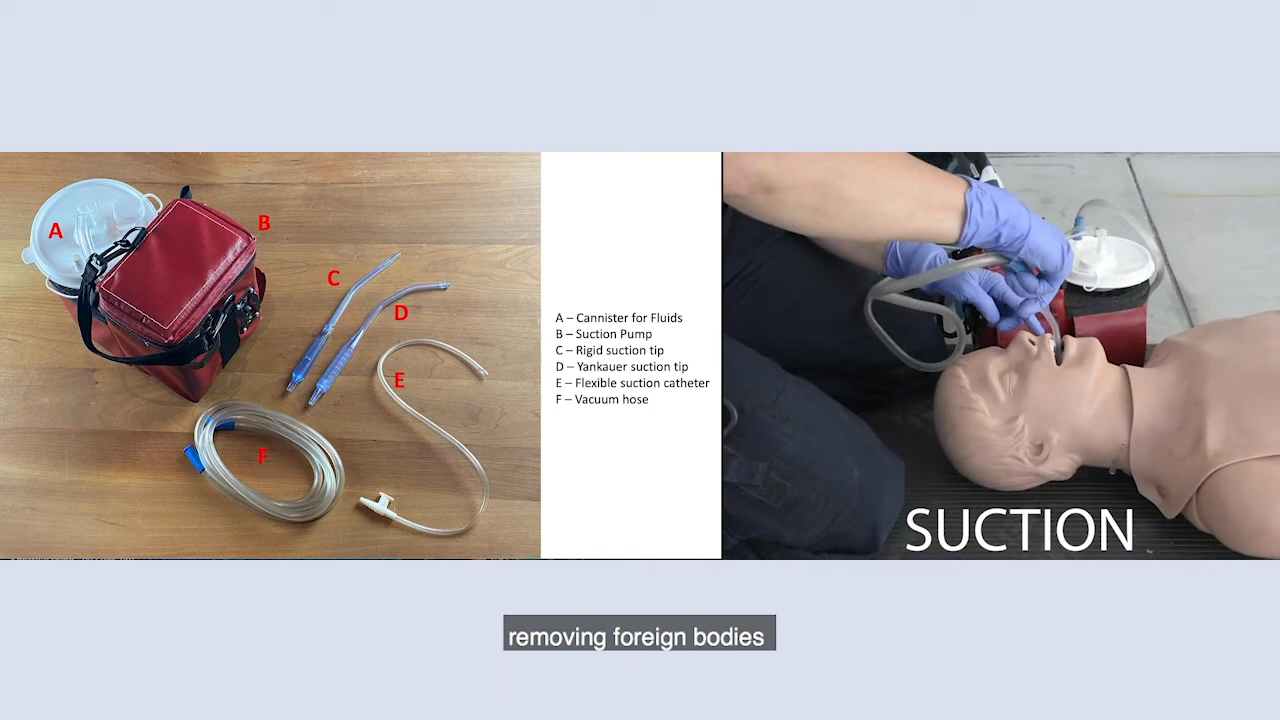 A
B
C
D
E
F
A – Cannister for Fluids
B – Suction Pump
C – Rigid suction tip
D – Yankauer suction tip
E – Flexible suction catheter
F – Vacuum hose
SUCTION
removing foreign bodies